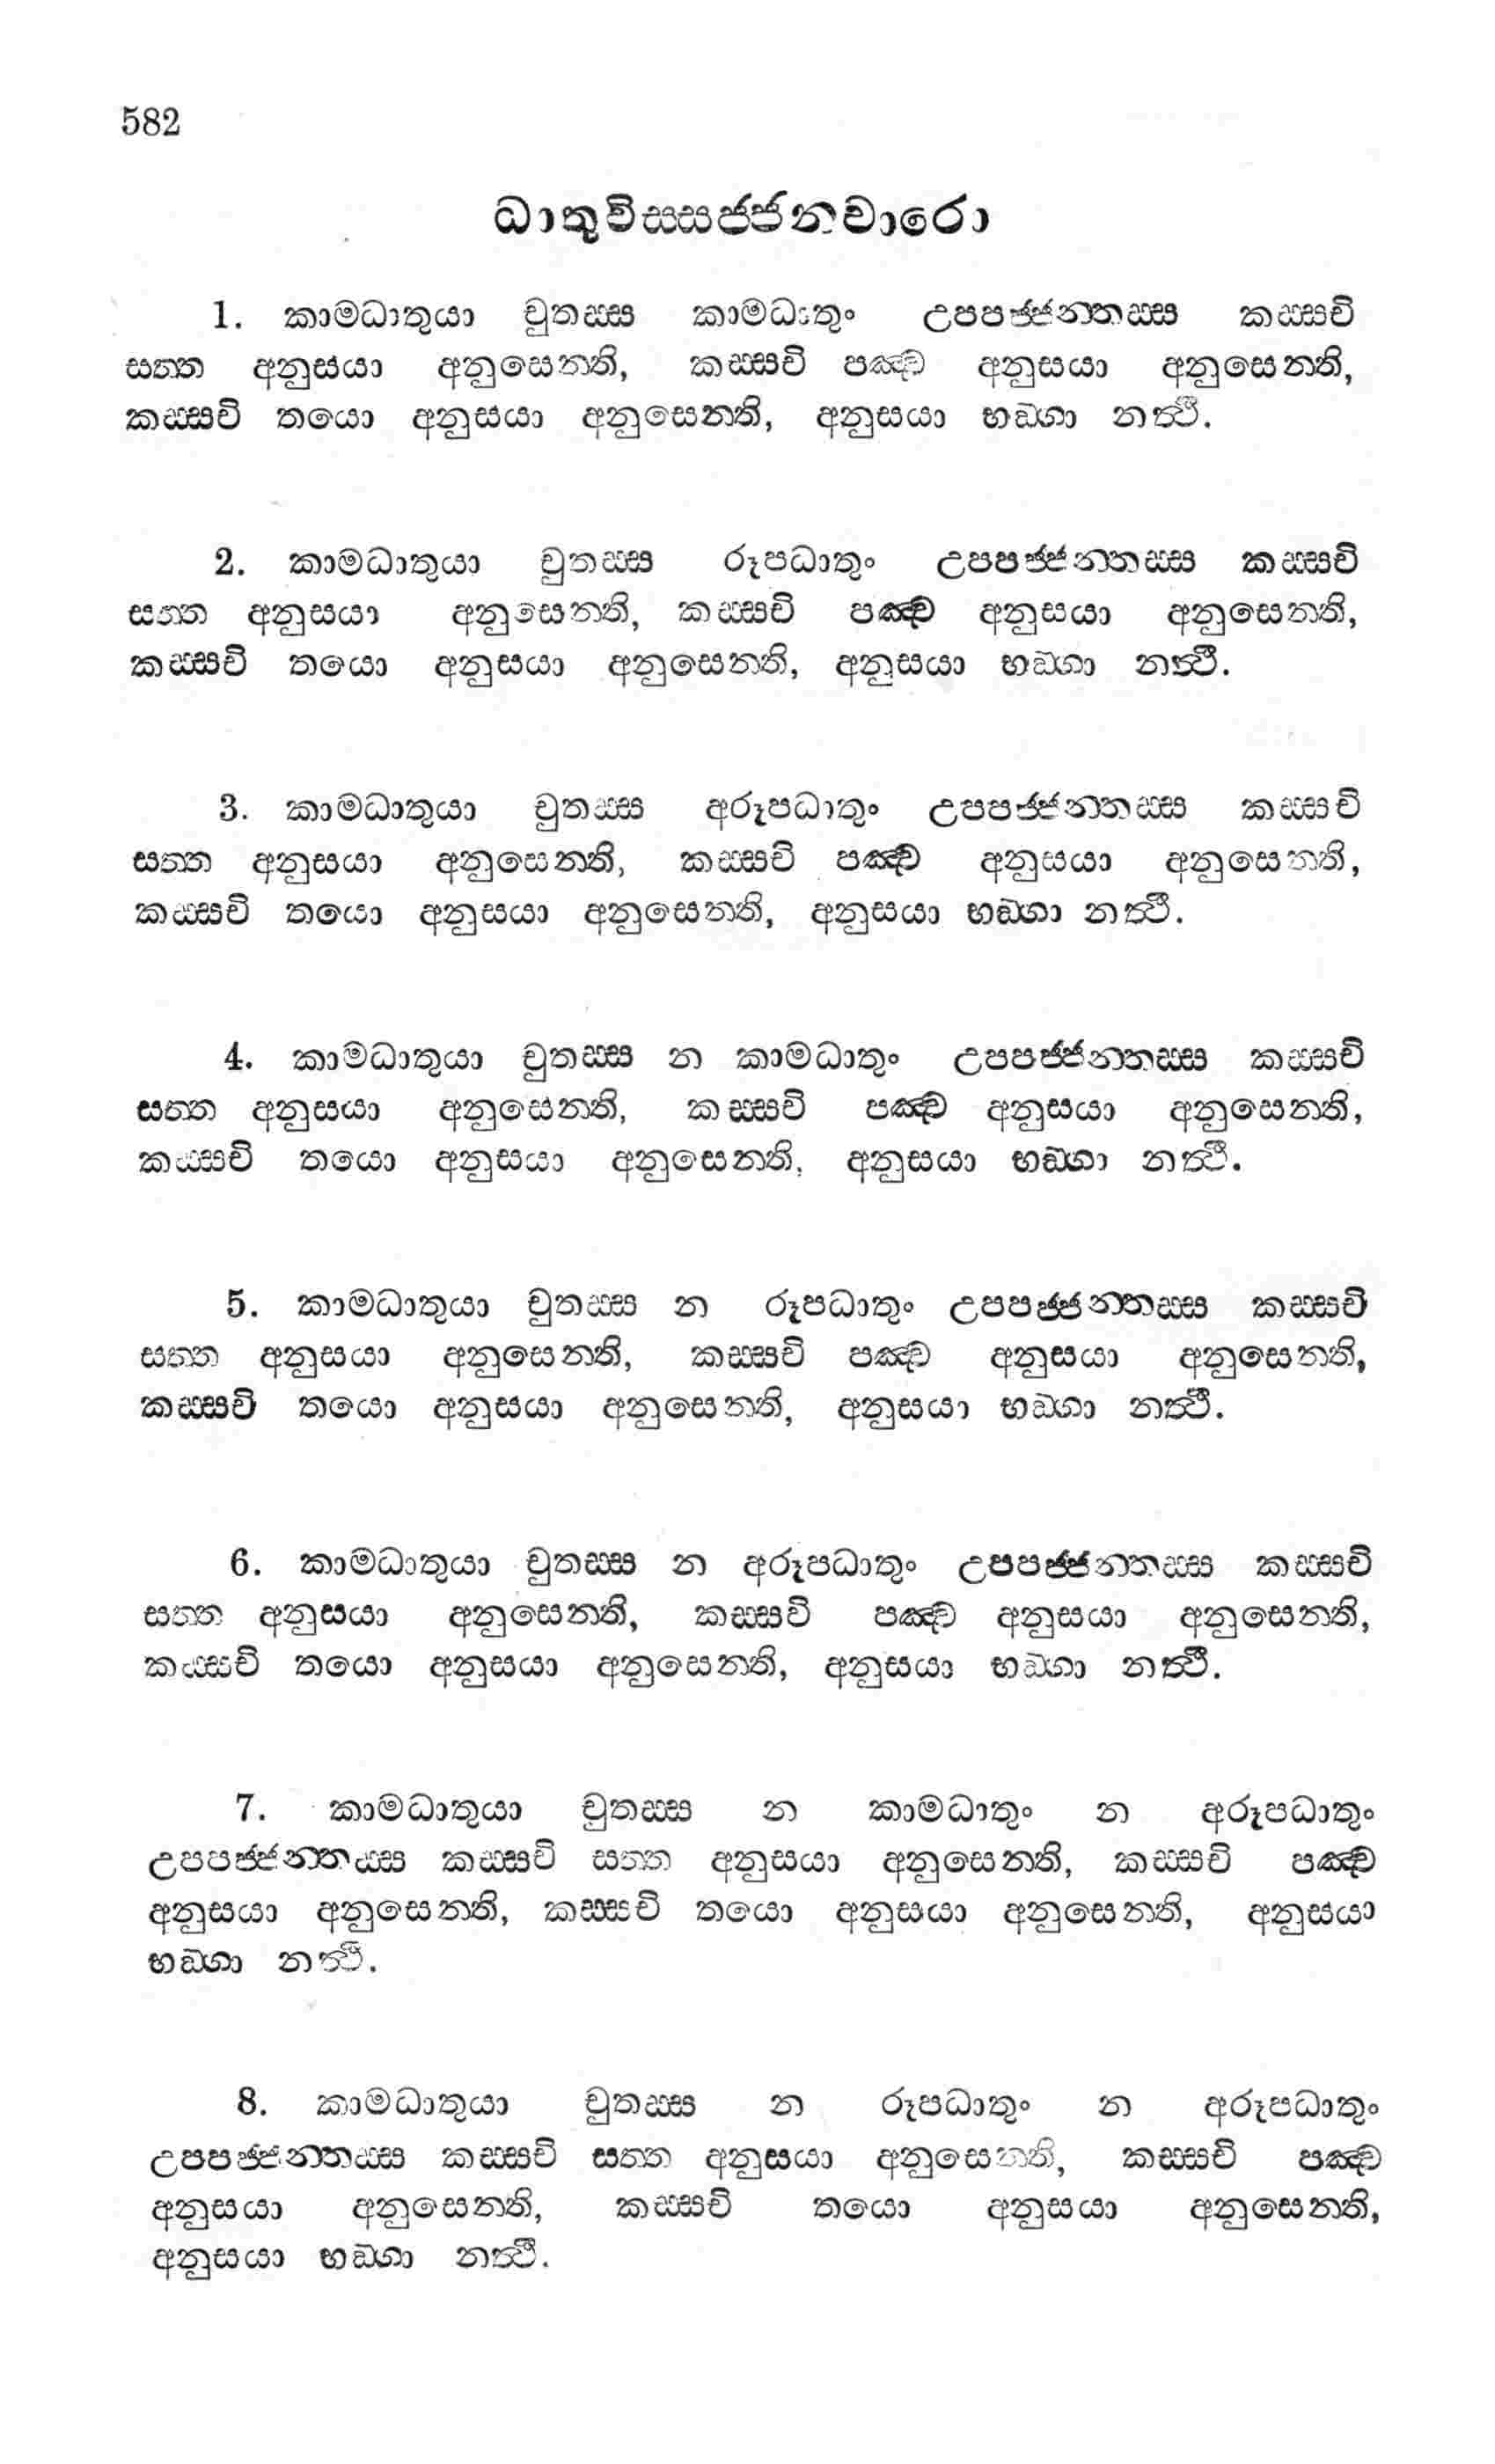 582
ධාතුවිස්සජ්ජනවාරො
1. කාමධාතුයා චුතස්ස කාමධාතුං උපපජ්ජන්තස්ස කස්සචි
සත්ත අනුසයා අනුසෙන්ති, කස්සචි පඤ්ච අනුසයා අනුසෙන්ති,
කස්සචි තයො අනුසයා අනුසෙන්ති, අනුසයා භඞ්ගා නත්ථි.
2. කාමධාතුයා චුතස්ස රූපධාතුං උපපජ්ජන්තස්ස කස්සචි
සත්ත අනුසයා අනුසෙන්ති, කස්සචි පඤ්ච අනුසයා අනුසෙන්ති,
කස්සචි තයො අනුසයා අනුසෙන්ති, අනුසයා භඞ්ගා නත්ථි.
3. කාමධාතුයා චුතස්ස අරූපධාතුං උපපජ්ජන්තස්ස කස්සචි
සත්ත අනුසයා අනුසෙන්ති, කස්සචි පඤ්ච අනුසයා අනුසෙන්ති,
කස්සචි තයො අනුසයා අනුසෙන්ති, අනුසයා භඞ්ගා නත්ථි.
4. කාමධාතුයා චුතස්ස න කාමධාතුං උපපජ්ජන්තස්ස කස්සචි
සත්ත අනුසයා අනුසෙන්ති, කස්සචි පඤ්ච අනුසයා අනුසෙන්ති,
කස්සචි තයො අනුසයා අනුසෙන්ති, අනුසයා භඞ්ගා නත්ථි.
5. කාමධාතුයා චුතස්ස න රූපධාතුං උපපජ්ජන්තස්ස කස්සචි
සත්ත අනුසයා අනුසෙන්ති, කස්සචි පඤ්ච අනුසයා අනුසෙන්ති,
කස්සචි තයො අනුසයා අනුසෙන්ති, අනුසයා භඞ්ගා නත්ථි.
6. කාමධාතුයා චුතස්ස න අරූපධාතුං උපපජ්ජන්තස්ස කස්සචි
සත්ත අනුසයා අනුසෙන්ති, කස්සචි පඤ්ච අනුසයා අනුසෙන්ති,
කස්සචි තයො අනුසයා අනුසෙන්ති, අනුසයා භඞ්ගා නත්ථි.
7. කාමධාතුයා චුතස්ස න කාමධාතුං න අරූපධාතුං
උපපජ්ජන්තස්ස කස්සචි සත්ත අනුසයා අනුසෙන්ති, කස්සචි පඤ්ච
අනුසයා අනුසෙන්ති, කස්සචි තයො අනුසයා අනුසෙන්ති, අනුසයා
භඞ්ගා නත්ථි.
8. කාමධාතුයා චුතස්ස න රූපධාතුං න අරූපධාතුං
උපපජ්ජන්තස්ස කස්සචි සත්ත අනුසයා අනුසෙන්ති, කස්සචි පඤ්ච
අනුසයා අනුසෙන්ති, කස්සචි තයො අනුසයා අනුසෙන්ති,
අනුසයා භඞ්ගා නත්ථි.